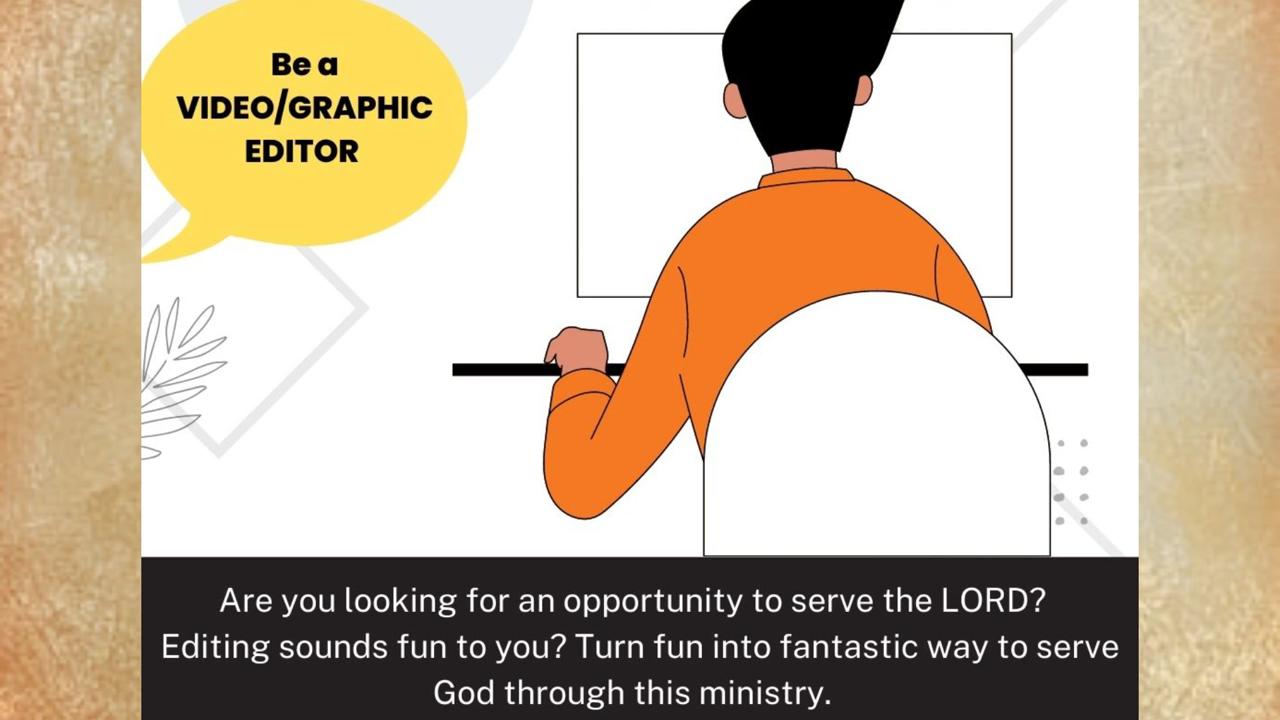 Be a
VIDEO/GRAPHIC
EDITOR
Are you looking for an opportunity to serve the LORD?
Editing sounds fun to you? Turn fun into fantastic way to serve
God through this ministry.